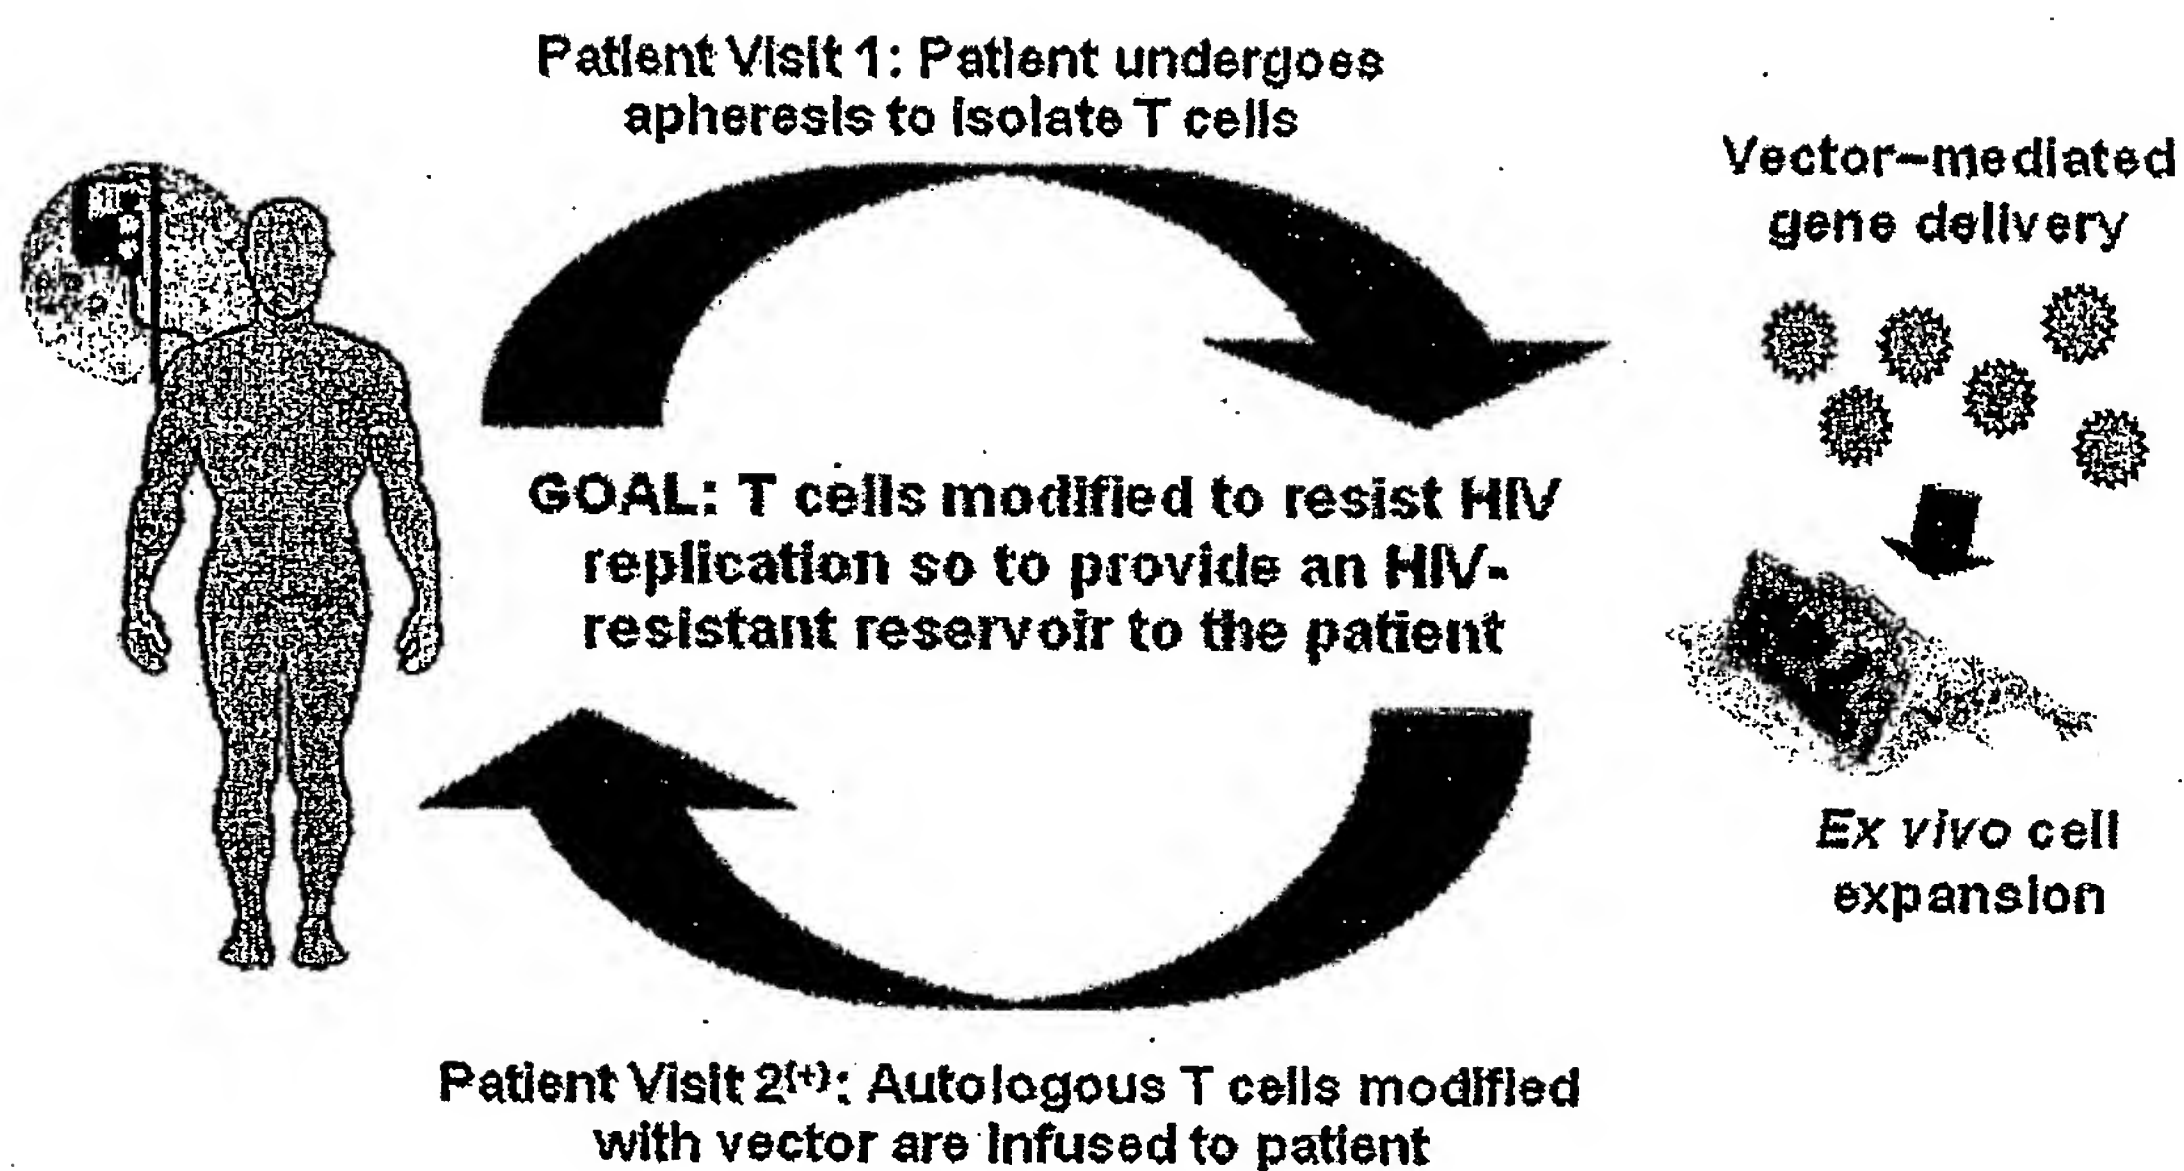 Patient Visit 1: Patient undergoes
apheresis to isolate T cells
Vector–mediated
gene delivery
GOAL: T cells modified to resist HIV
replication so to provide an HIV-
resistant reservoir to the patient
Ex vivo cell
expansion
Patient Visit 2(+): Autologous T cells modified
with vector are infused to patient